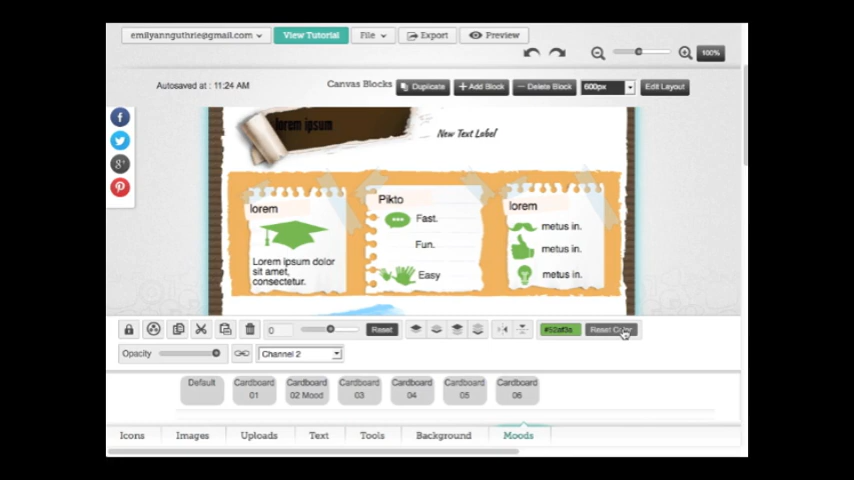 emilyannguthrie@gmail.com View Tutorial File Export Preview
100%
Autosaved at : 11:24 AM Canvas Blocks Duplicate + Add Block − Delete Block 600px Edit Layout
lorem ipsum
New Text Label
lorem
Lorem ipsum dolor
sit amet,
consectetur.
Pikto
Fast.
Fun.
Easy
lorem
metus in.
metus in.
metus in.
0 Reset Reset Color
Opacity Channel 2
Default
Cardboard
01
Cardboard
02 Mood
Cardboard
03
Cardboard
04
Cardboard
05
Cardboard
06
Icons Images Uploads Text Tools Background Moods